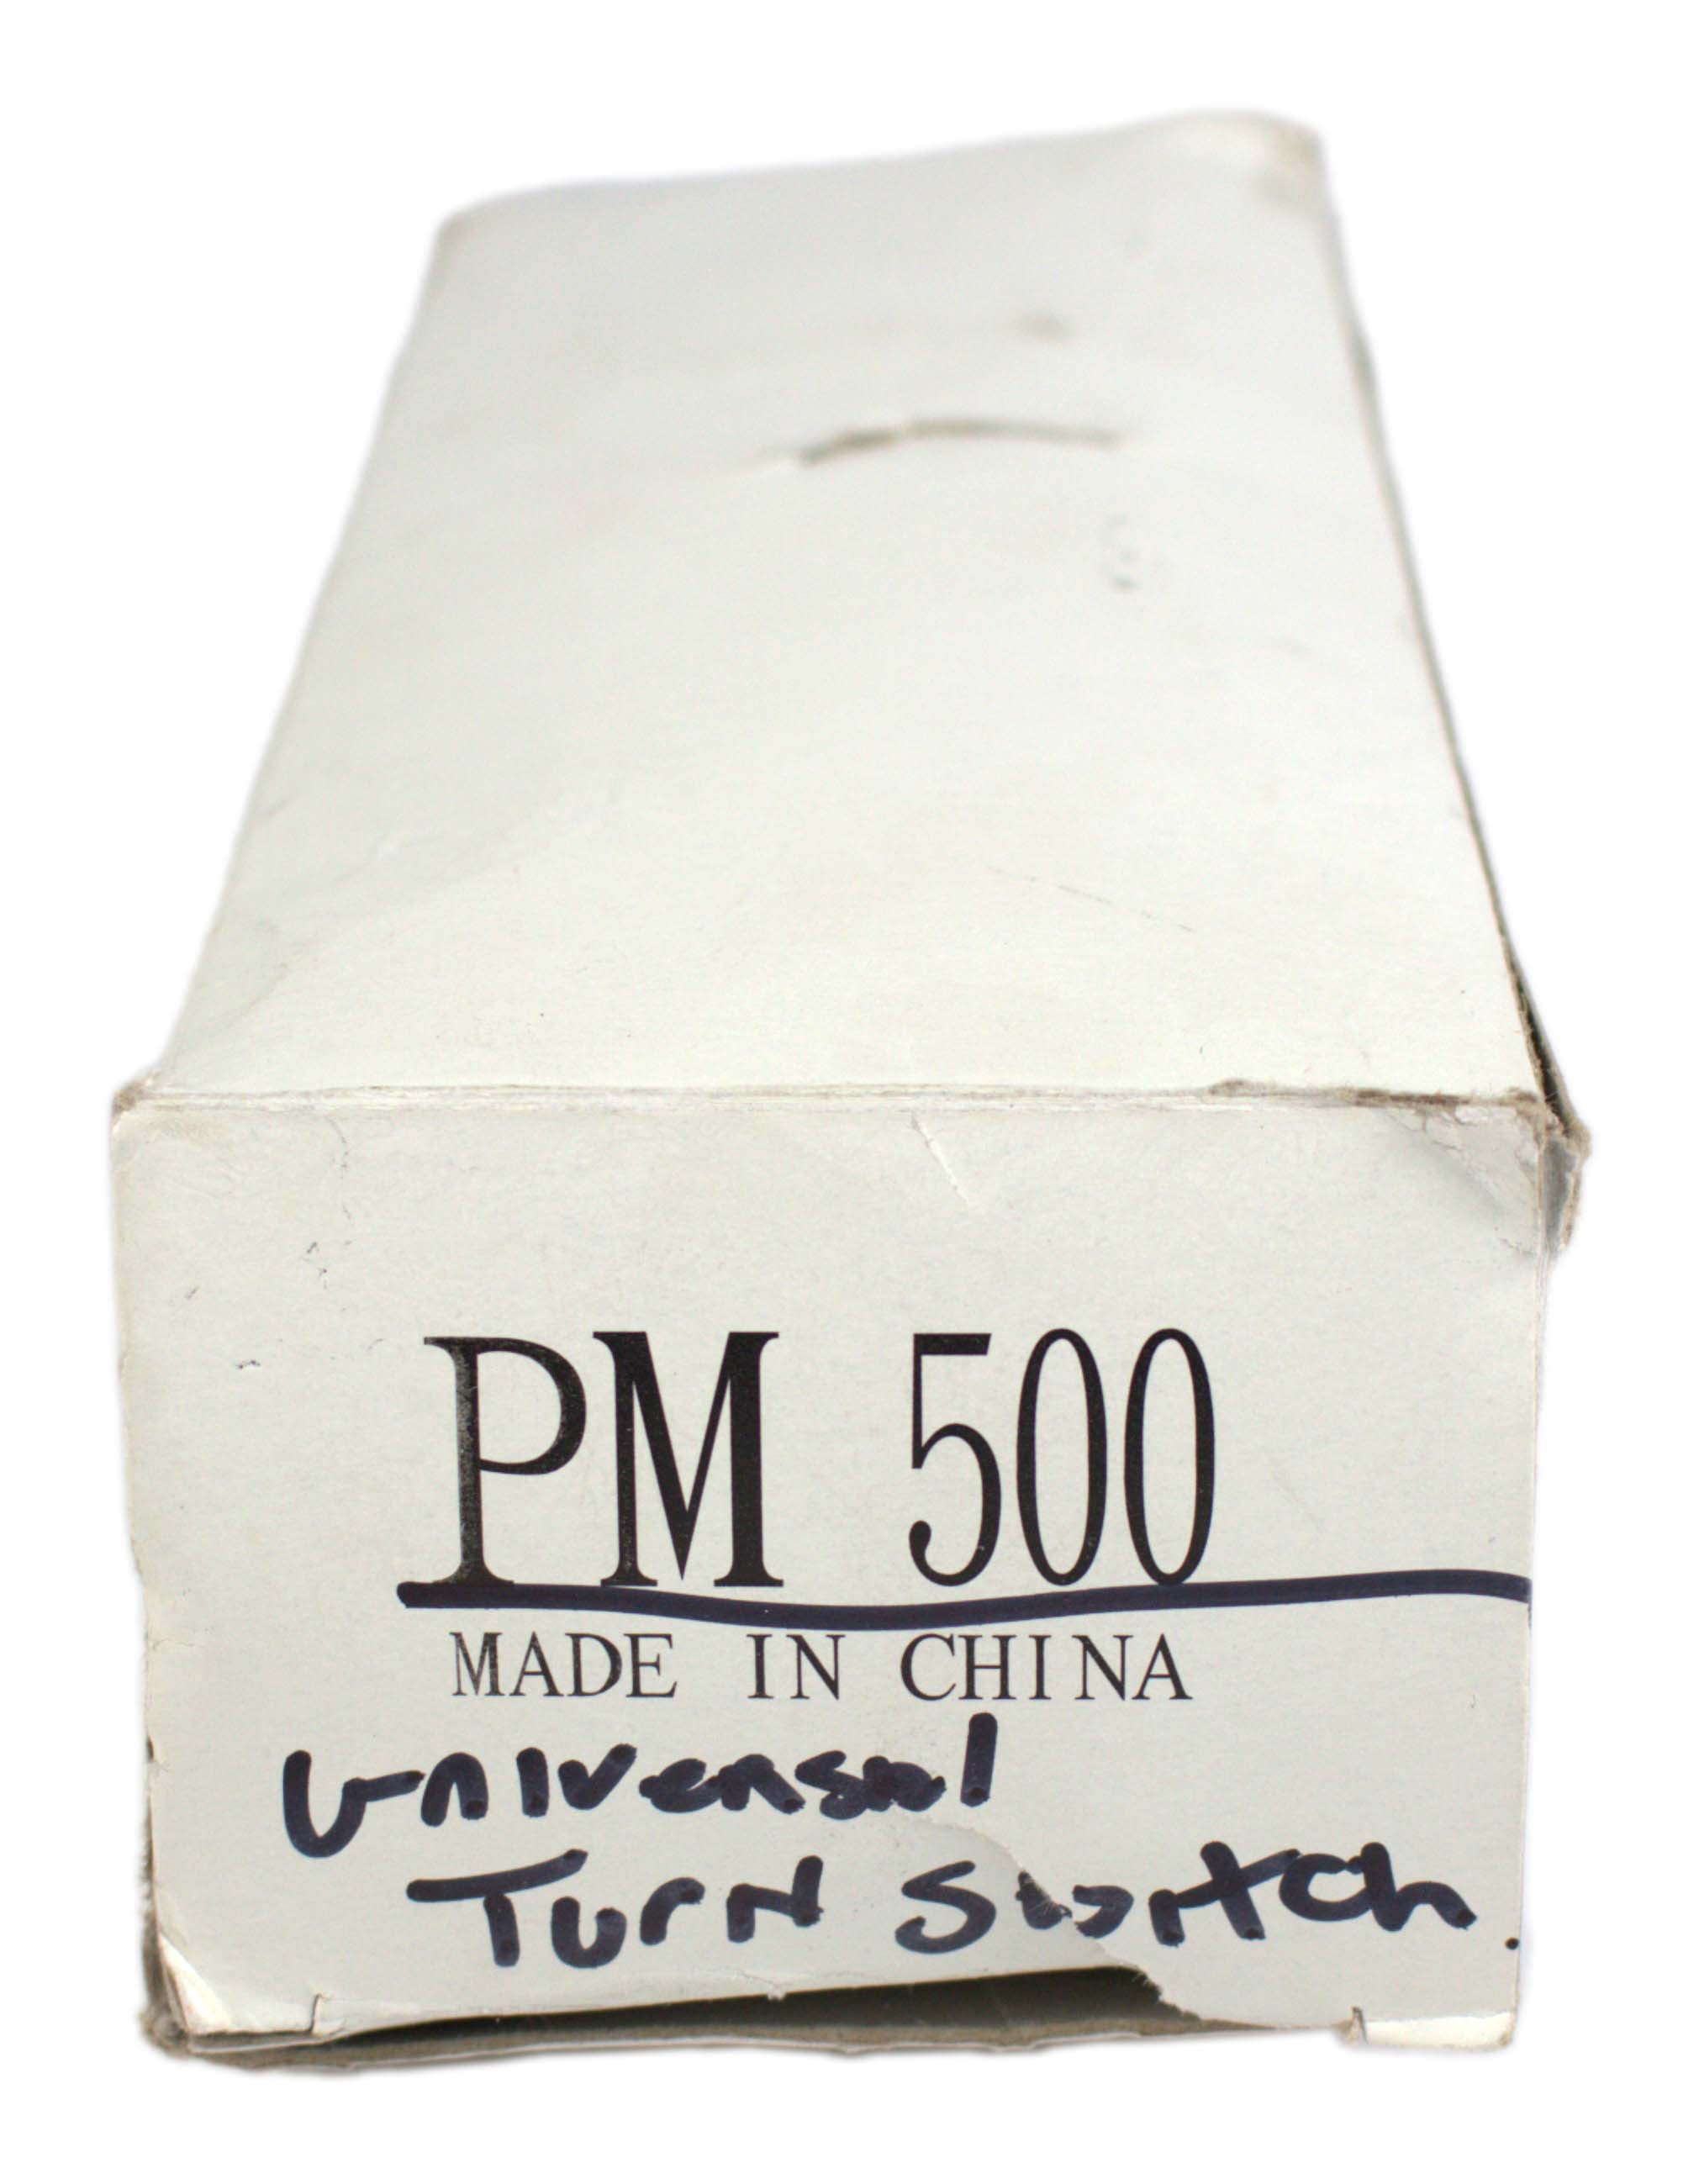 PM 500
MADE IN CHINA
Universal
Turn Switch